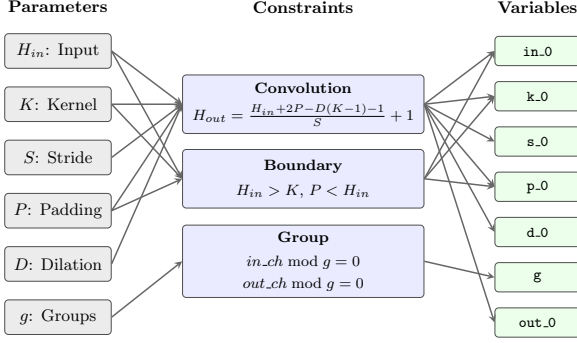 Parameters Constraints Variables
H_in: Input
K: Kernel
S: Stride
P: Padding
D: Dilation
g: Groups
Convolution
H_out = (H_in+2P−D(K−1)−1)/S + 1
Boundary
H_in > K, P < H_in
Group
in_ch mod g = 0
out_ch mod g = 0
in_0
k_0
s_0
p_0
d_0
g
out_0